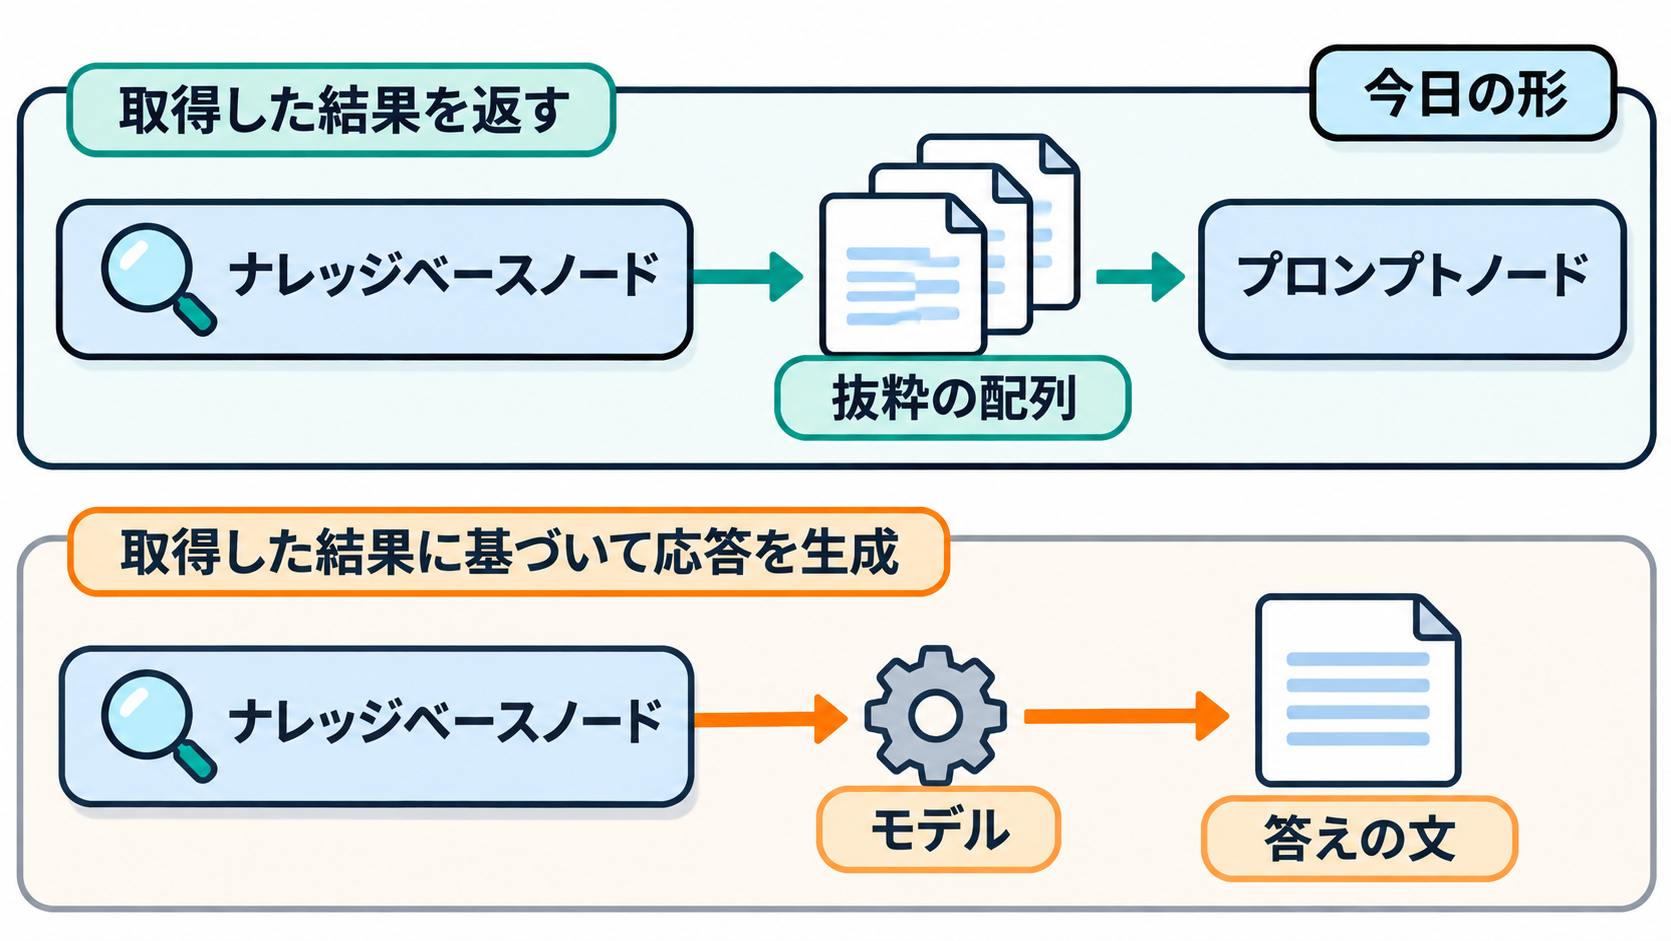 取得した結果を返す
今日の形
ナレッジベースノード
プロンプトノード
抜粋の配列
取得した結果に基づいて応答を生成
ナレッジベースノード
モデル
答えの文